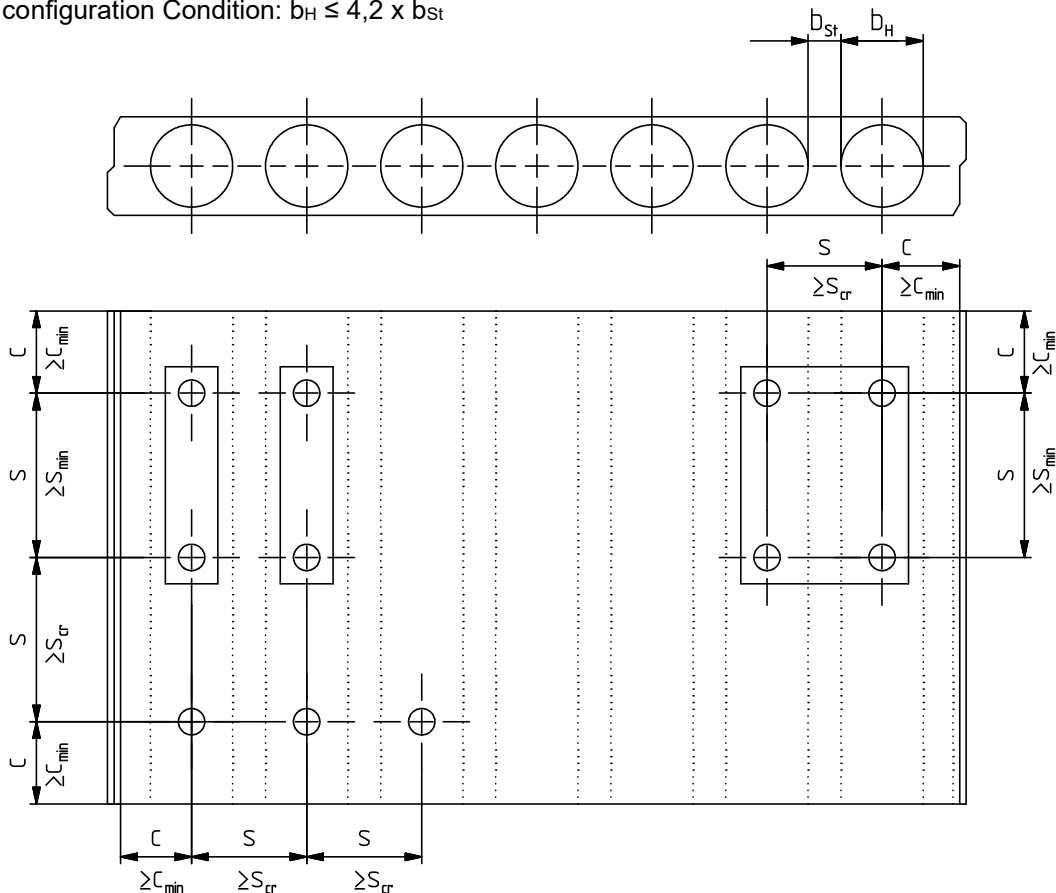 configuration Condition: bH ≤ 4,2 x bSt
bSt bH
S C
≥Scr ≥Cmin
C ≥Cmin
S ≥Smin
S ≥Scr
C ≥Cmin
C ≥Cmin
S ≥Smin
C S S
≥Cmin ≥Scr ≥Scr